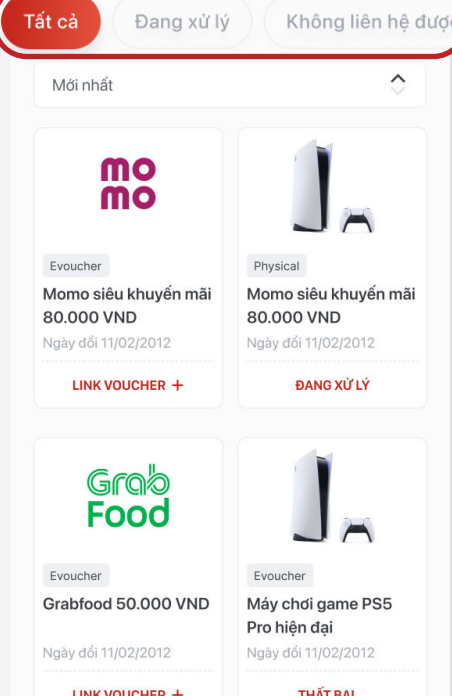 Tất cả
Đang xử lý
Không liên hệ đượ
Mới nhất
mo
mo
Evoucher
Momo siêu khuyến mãi
80.000 VND
Ngày đổi 11/02/2012
LINK VOUCHER +
Physical
Momo siêu khuyến mãi
80.000 VND
Ngày đổi 11/02/2012
ĐANG XỬ LÝ
Grab
Food
Evoucher
Grabfood 50.000 VND
Ngày đổi 11/02/2012
LINK VOUCHER +
Evoucher
Máy chơi game PS5
Pro hiện đại
Ngày đổi 11/02/2012
THẤT BẠI